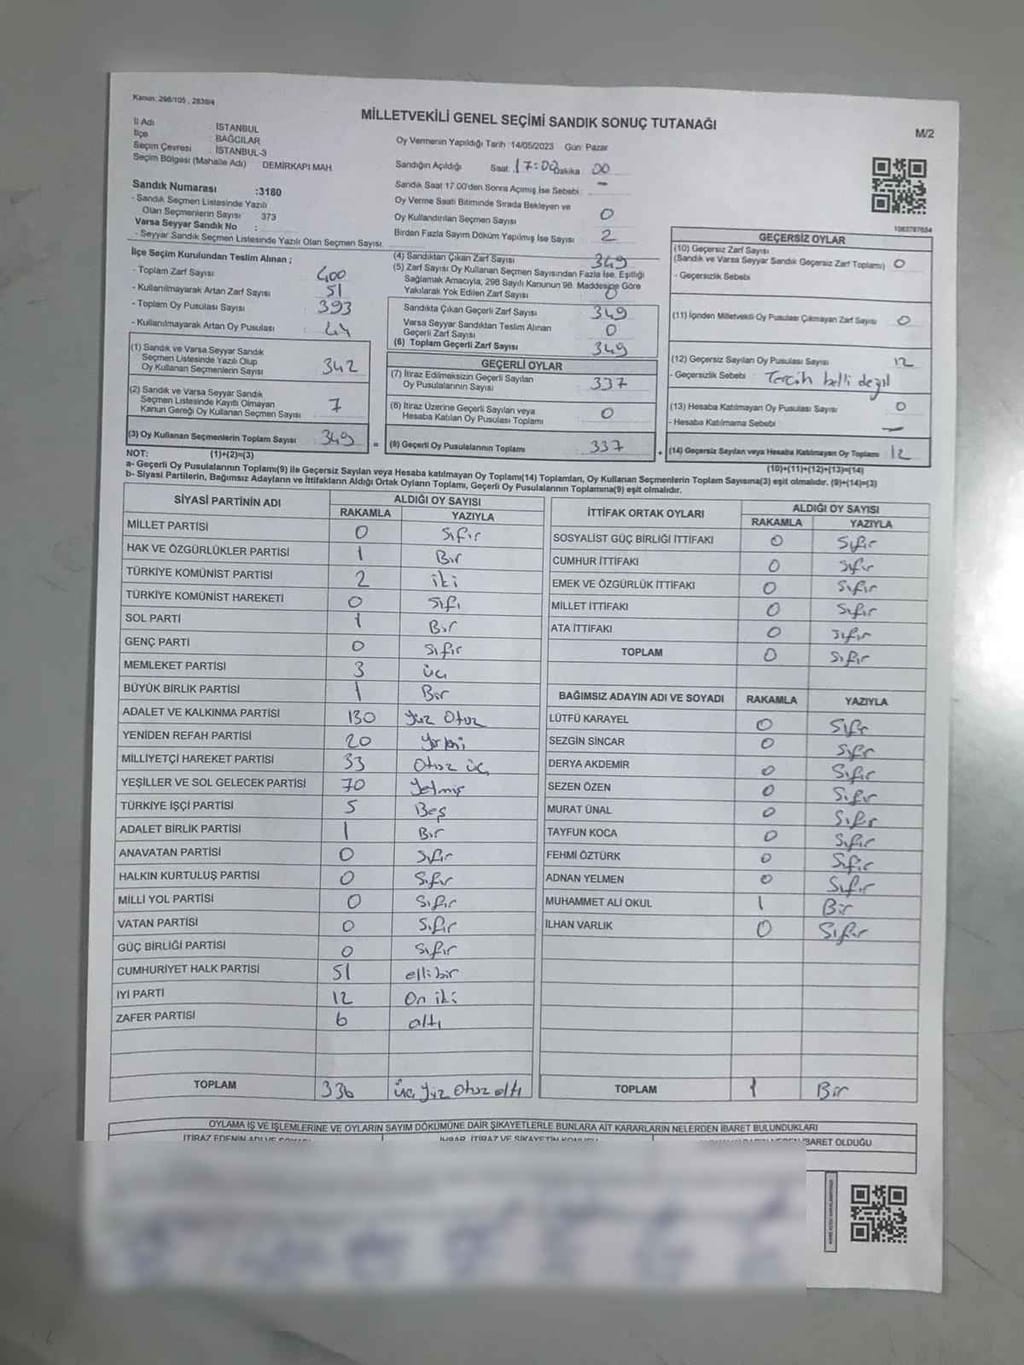 Kanun: 298/105 , 2839/4
MİLLETVEKİLİ GENEL SEÇİMİ SANDIK SONUÇ TUTANAĞI
M/2
İl Adı İSTANBUL
İlçe BAĞCILAR
Seçim Çevresi İSTANBUL-3
Seçim Bölgesi (Mahalle Adı) DEMİRKAPI MAH
Oy Vermenin Yapıldığı Tarih: 14/05/2023 Gün: Pazar
Sandığın Açıldığı Saat 17:00 Dakika 00
Sandık Saat 17.00'den Sonra Açılmış İse Sebebi: -
Oy Verme Saati Bitiminde Sırada Bekleyen ve
Oy Kullandırılan Seçmen Sayısı 0
Birden Fazla Sayım Döküm Yapılmış İse Sayısı 2
Sandık Numarası :3180
- Sandık Seçmen Listesinde Yazılı
Olan Seçmenlerin Sayısı 373
Varsa Seyyar Sandık No :
- Seyyar Sandık Seçmen Listesinde Yazılı Olan Seçmen Sayısı
İlçe Seçim Kurulundan Teslim Alınan ;
- Toplam Zarf Sayısı 400
- Kullanılmayarak Artan Zarf Sayısı 51
- Toplam Oy Pusulası Sayısı 393
- Kullanılmayarak Artan Oy Pusulası 44
(1) Sandık ve Varsa Seyyar Sandık
Seçmen Listesinde Yazılı Olup
Oy Kullanan Seçmenlerin Sayısı 342
(2) Sandık ve Varsa Seyyar Sandık
Seçmen Listesinde Kayıtlı Olmayan
Kanun Gereği Oy Kullanan Seçmen Sayısı 7
(3) Oy Kullanan Seçmenlerin Toplam Sayısı 349 =
(4) Sandıktan Çıkan Zarf Sayısı 349
(5) Zarf Sayısı Oy Kullanan Seçmen Sayısından Fazla İse, Eşitliği
Sağlamak Amacıyla, 298 Sayılı Kanunun 98. Maddesine Göre
Yakılarak Yok Edilen Zarf Sayısı 0
Sandıkta Çıkan Geçerli Zarf Sayısı 349
Varsa Seyyar Sandıktan Teslim Alınan
Geçerli Zarf Sayısı 0
(6) Toplam Geçerli Zarf Sayısı 349
GEÇERLİ OYLAR
(7) İtiraz Edilmeksizin Geçerli Sayılan
Oy Pusulalarının Sayısı 337
(8) İtiraz Üzerine Geçerli Sayılan veya
Hesaba Katılan Oy Pusulası Toplamı 0
(9) Geçerli Oy Pusulalarının Toplamı 337 +
1083787654
GEÇERSİZ OYLAR
(10) Geçersiz Zarf Sayısı
(Sandık ve Varsa Seyyar Sandık Geçersiz Zarf Toplamı) 0
- Geçersizlik Sebebi
(11) İçinden Milletvekili Oy Pusulası Çıkmayan Zarf Sayısı 0
(12) Geçersiz Sayılan Oy Pusulası Sayısı 12
- Geçersizlik Sebebi Tercih belli değil
(13) Hesaba Katılmayan Oy Pusulası Sayısı 0
- Hesaba Katılmama Sebebi -
(14) Geçersiz Sayılan veya Hesaba Katılmayan Oy Toplamı 12
NOT: (1)+(2)=(3)
(10)+(11)+(12)+(13)=(14)
a- Geçerli Oy Pusulalarının Toplamı(9) ile Geçersiz Sayılan veya Hesaba katılmayan Oy Toplamı(14) Toplamları, Oy Kullanan Seçmenlerin Toplam Sayısına(3) eşit olmalıdır. (9)+(14)=(3)
b- Siyasi Partilerin, Bağımsız Adayların ve İttifakların Aldığı Ortak Oyların Toplamı, Geçerli Oy Pusulalarının Toplamına(9) eşit olmalıdır.
SİYASİ PARTİNİN ADI ALDIĞI OY SAYISI
RAKAMLA YAZIYLA
MİLLET PARTİSİ 0 Sıfır
HAK VE ÖZGÜRLÜKLER PARTİSİ 1 Bir
TÜRKİYE KOMÜNİST PARTİSİ 2 iki
TÜRKİYE KOMÜNİST HAREKETİ 0 Sıfı
SOL PARTİ 1 Bir
GENÇ PARTİ 0 Sıfır
MEMLEKET PARTİSİ 3 üç
BÜYÜK BİRLİK PARTİSİ 1 Bir
ADALET VE KALKINMA PARTİSİ 130 Yüz Otuz
YENİDEN REFAH PARTİSİ 20 Yirmi
MİLLİYETÇİ HAREKET PARTİSİ 33 Otuz üç
YEŞİLLER VE SOL GELECEK PARTİSİ 70 Yetmiş
TÜRKİYE İŞÇİ PARTİSİ 5 Beş
ADALET BİRLİK PARTİSİ 1 Bir
ANAVATAN PARTİSİ 0 Sıfır
HALKIN KURTULUŞ PARTİSİ 0 Sıfır
MİLLİ YOL PARTİSİ 0 Sıfır
VATAN PARTİSİ 0 Sıfır
GÜÇ BİRLİĞİ PARTİSİ 0 Sıfır
CUMHURİYET HALK PARTİSİ 51 elli bir
İYİ PARTİ 12 On iki
ZAFER PARTİSİ 6 altı
TOPLAM 336 üç yüz otuz altı
İTTİFAK ORTAK OYLARI ALDIĞI OY SAYISI
RAKAMLA YAZIYLA
SOSYALİST GÜÇ BİRLİĞİ İTTİFAKI 0 Sıfır
CUMHUR İTTİFAKI 0 Sıfır
EMEK VE ÖZGÜRLÜK İTTİFAKI 0 Sıfır
MİLLET İTTİFAKI 0 Sıfır
ATA İTTİFAKI 0 Sıfır
TOPLAM 0 Sıfır
BAĞIMSIZ ADAYIN ADI VE SOYADI RAKAMLA YAZIYLA
LÜTFÜ KARAYEL 0 Sıfır
SEZGİN SİNCAR 0 Sıfır
DERYA AKDEMİR 0 Sıfır
SEZEN ÖZEN 0 Sıfır
MURAT ÜNAL 0 Sıfır
TAYFUN KOCA 0 Sıfır
FEHMİ ÖZTÜRK 0 Sıfır
ADNAN YELMEN 0 Sıfır
MUHAMMET ALİ OKUL 1 Bir
İLHAN VARLIK 0 Sıfır
TOPLAM 1 Bir
OYLAMA İŞ VE İŞLEMLERİNE VE OYLARIN SAYIM DÖKÜMÜNE DAİR ŞİKAYETLERLE BUNLARA AİT KARARLARIN NELERDEN İBARET BULUNDUKLARI
İTİRAZ EDENİN ADI VE İHBAR, İTİRAZ VE ŞİKAYETİN KONUSU İBARET OLDUĞU